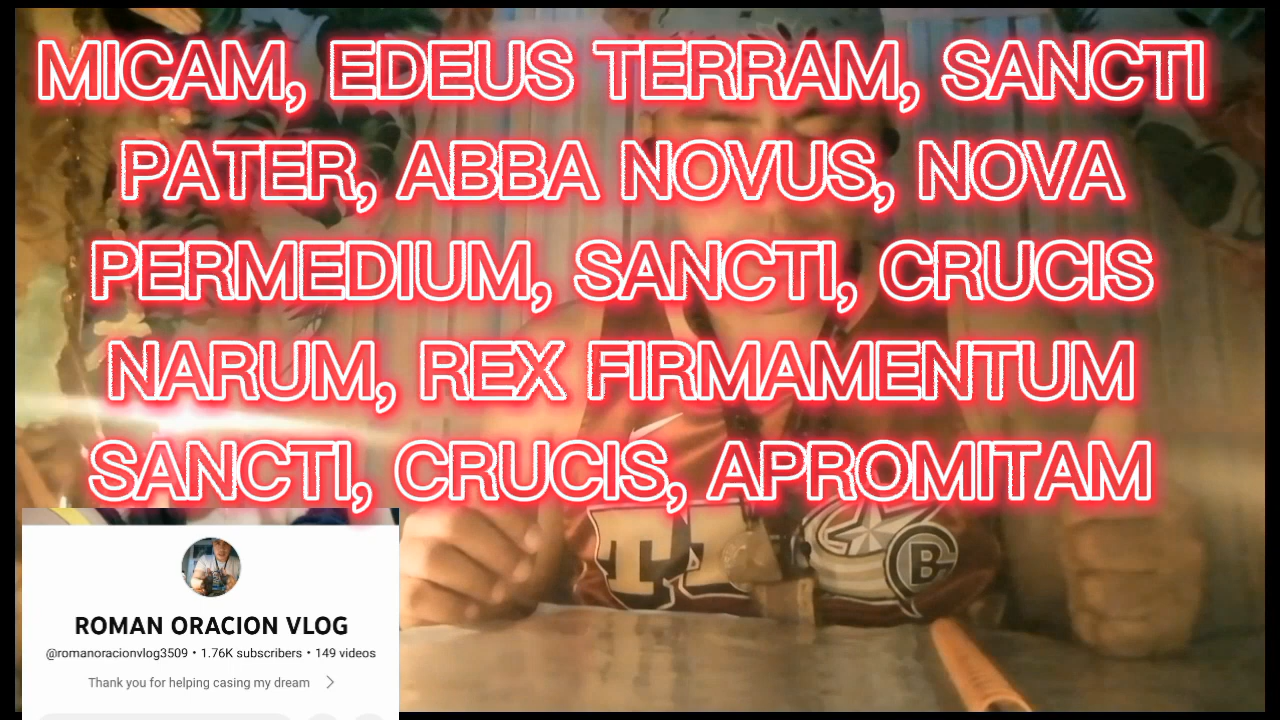 MICAM, EDEUS TERRAM, SANCTI
PATER, ABBA NOVUS, NOVA
PERMEDIUM, SANCTI, CRUCIS
NARUM, REX FIRMAMENTUM
SANCTI, CRUCIS, APROMITAM
B
ROMAN ORACION VLOG
@romanoracionvlog3509 • 1.76K subscribers • 149 videos
Thank you for helping casing my dream